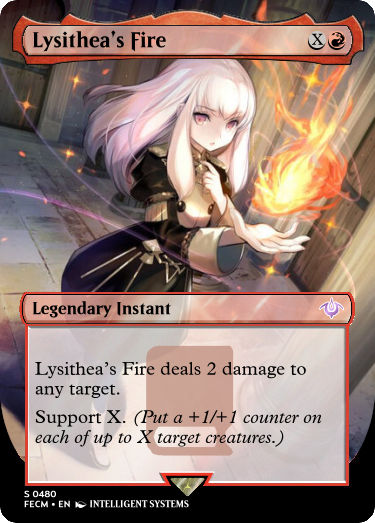 Lysithea's Fire X
Legendary Instant
Lysithea's Fire deals 2 damage to
any target.
Support X. (Put a +1/+1 counter on
each of up to X target creatures.)
S 0480
FECM • EN INTELLIGENT SYSTEMS